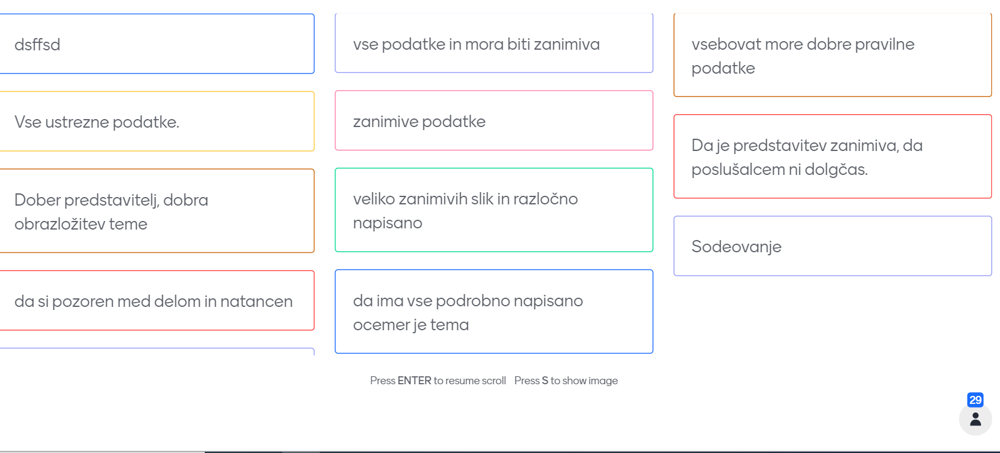 dsffsd
Vse ustrezne podatke.
Dober predstavitelj, dobra
obrazložitev teme
da si pozoren med delom in natancen
vse podatke in mora biti zanimiva
zanimive podatke
veliko zanimivih slik in razločno
napisano
da ima vse podrobno napisano
ocemer je tema
vsebovat more dobre pravilne
podatke
Da je predstavitev zanimiva, da
poslušalcem ni dolgčas.
Sodeovanje
Press ENTER to resume scroll Press S to show image
29